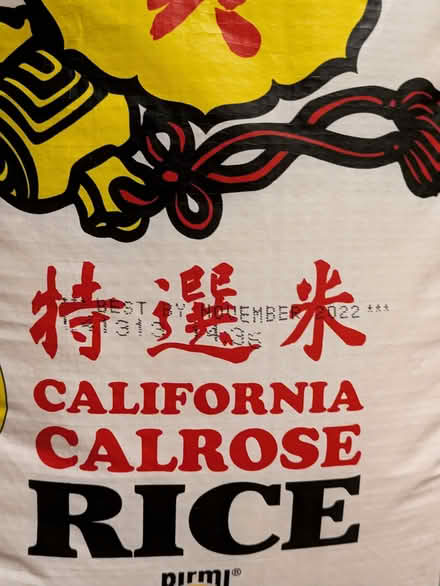 特選米
*** BEST BY NOVEMBER 2022 ***
CALIFORNIA
CALROSE
RICE